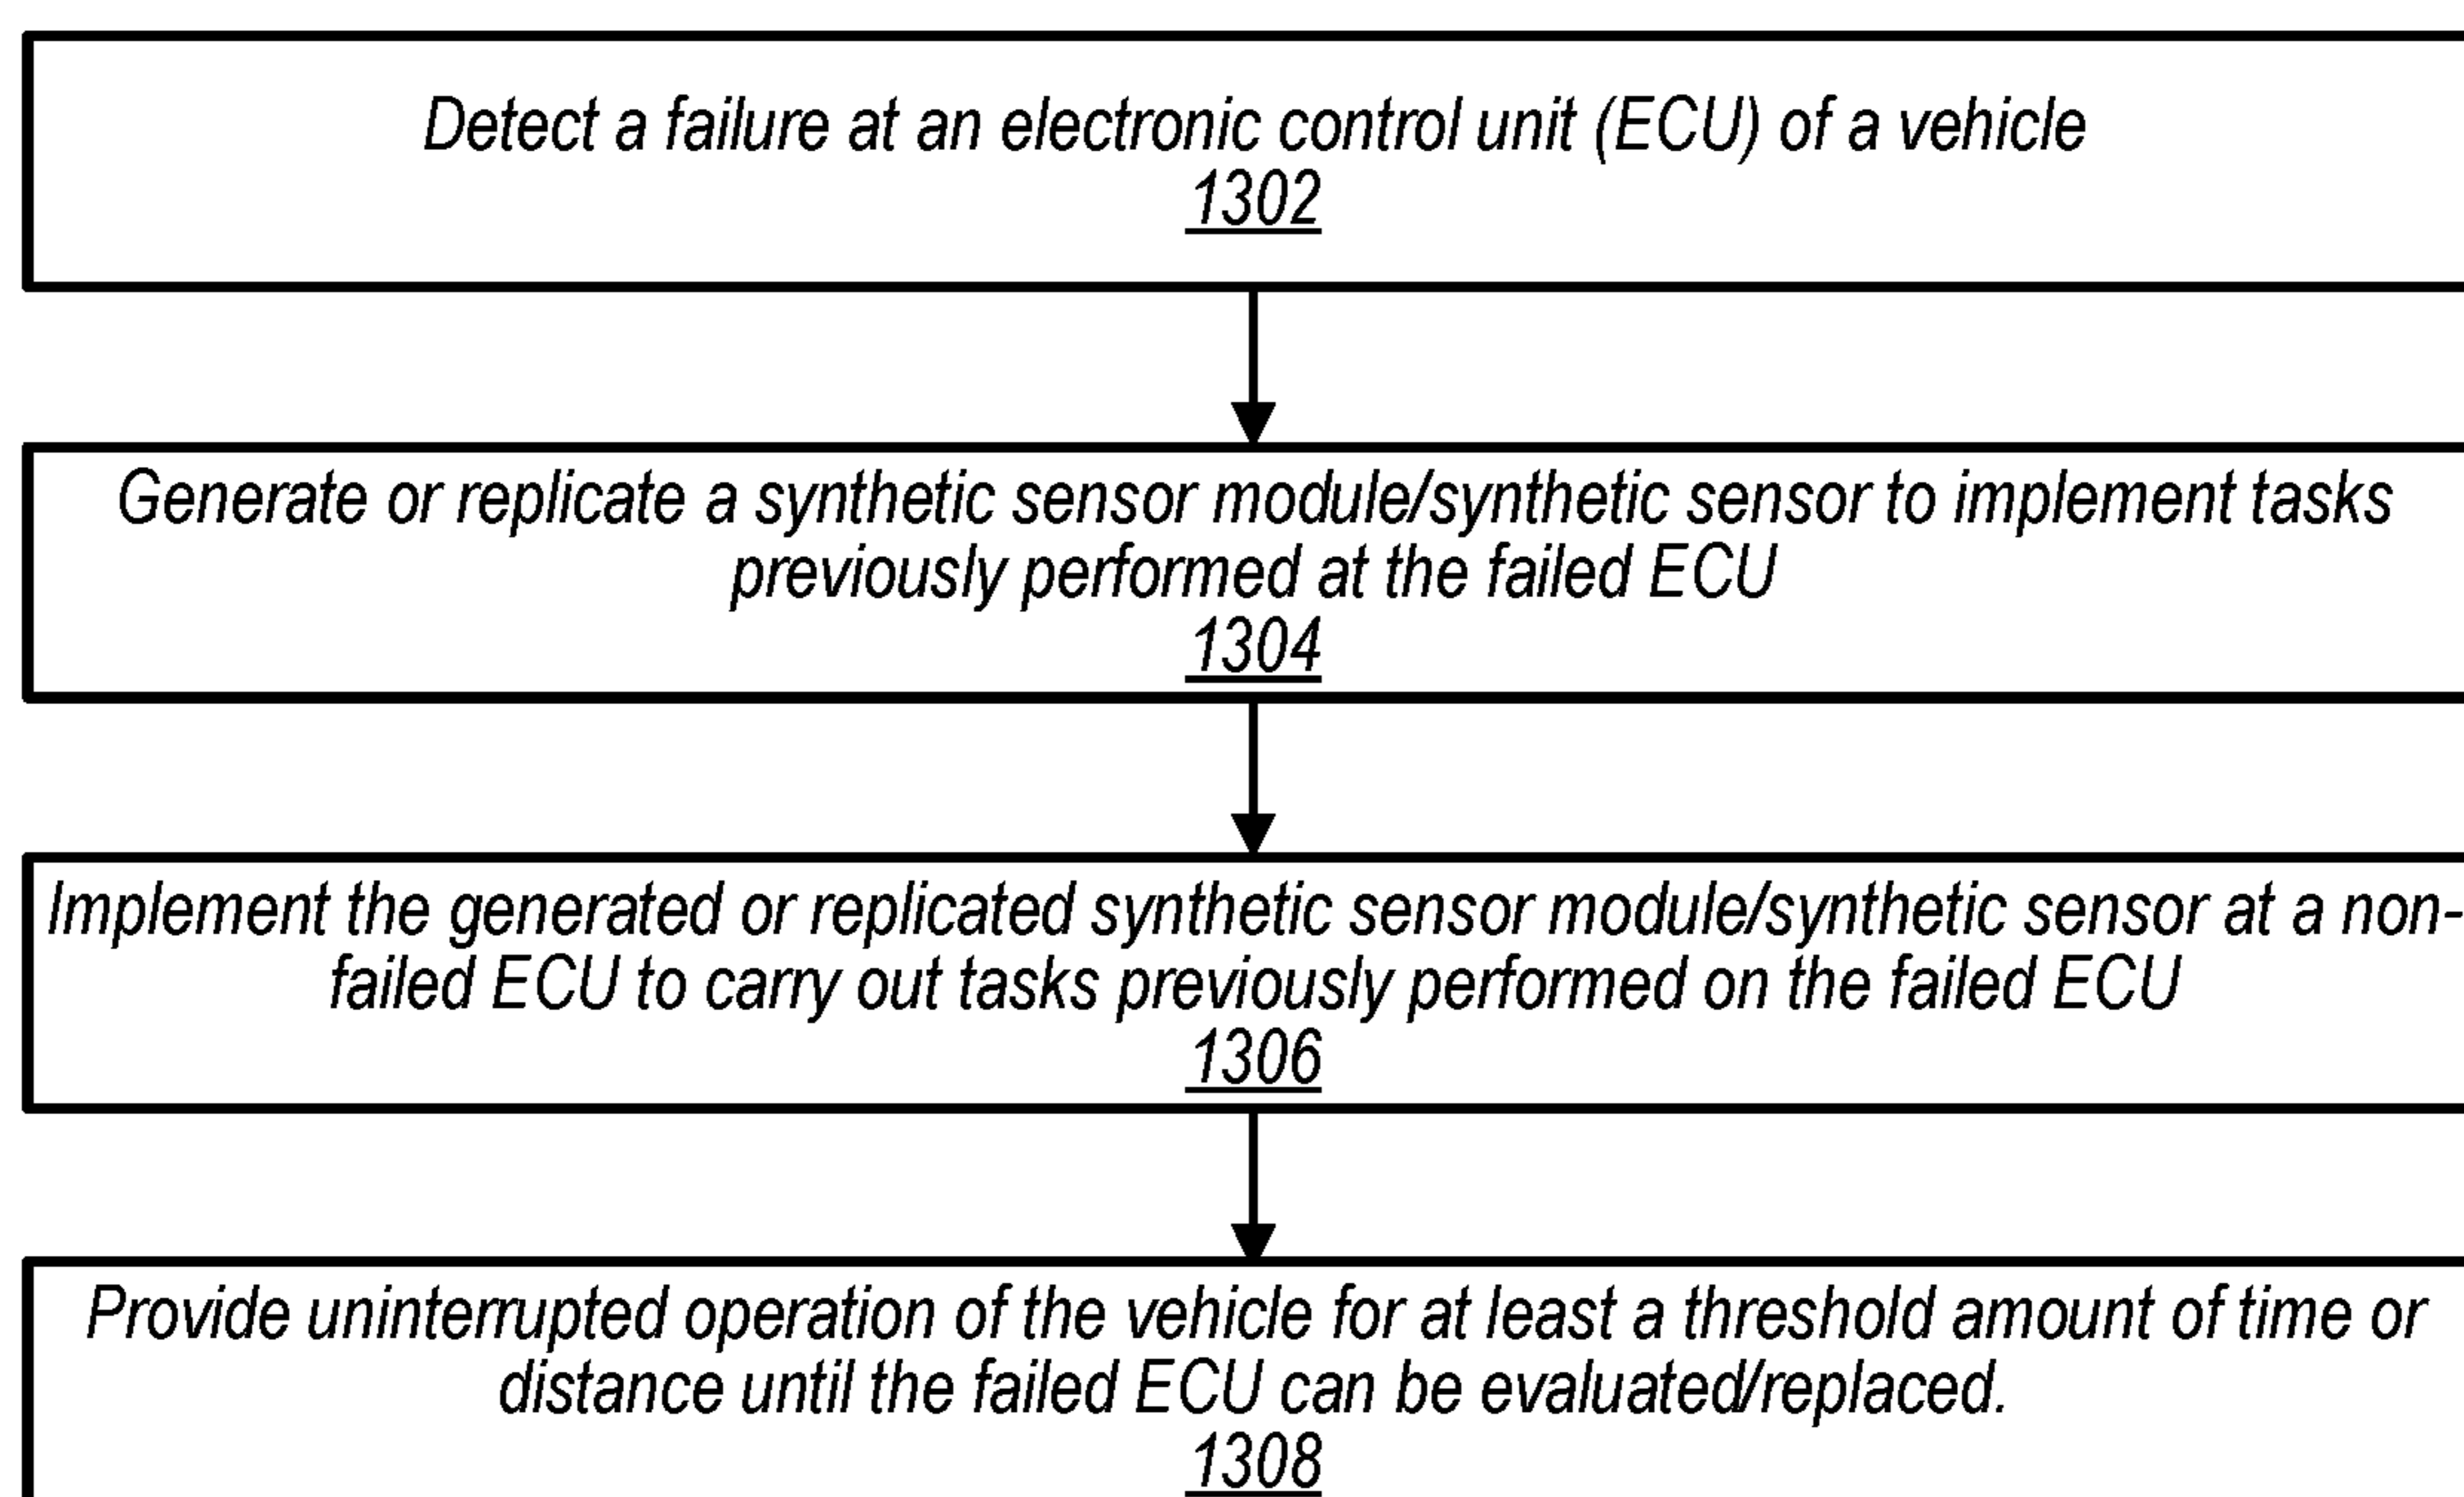 Detect a failure at an electronic control unit (ECU) of a vehicle
1302
Generate or replicate a synthetic sensor module/synthetic sensor to implement tasks
previously performed at the failed ECU
1304
Implement the generated or replicated synthetic sensor module/synthetic sensor at a non-
failed ECU to carry out tasks previously performed on the failed ECU
1306
Provide uninterrupted operation of the vehicle for at least a threshold amount of time or
distance until the failed ECU can be evaluated/replaced.
1308